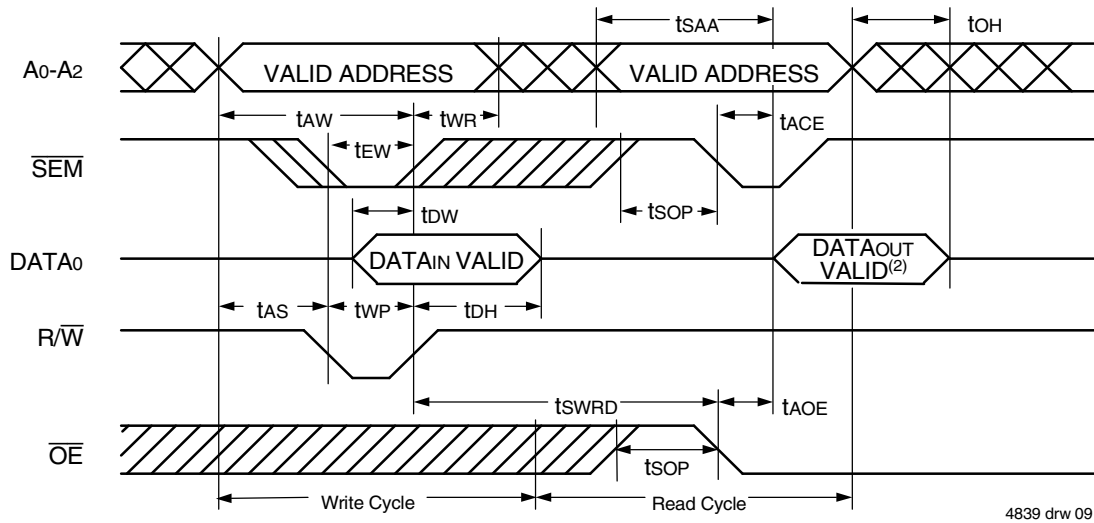 tSAA
tOH
A0-A2
VALID ADDRESS
VALID ADDRESS
tAW
tWR
tACE
tEW
SEM
tSOP
tDW
DATA0
DATAIN VALID
DATAOUT
VALID(2)
tAS
tWP
tDH
R/W
tSWRD
tAOE
OE
tSOP
Write Cycle
Read Cycle
4839 drw 09